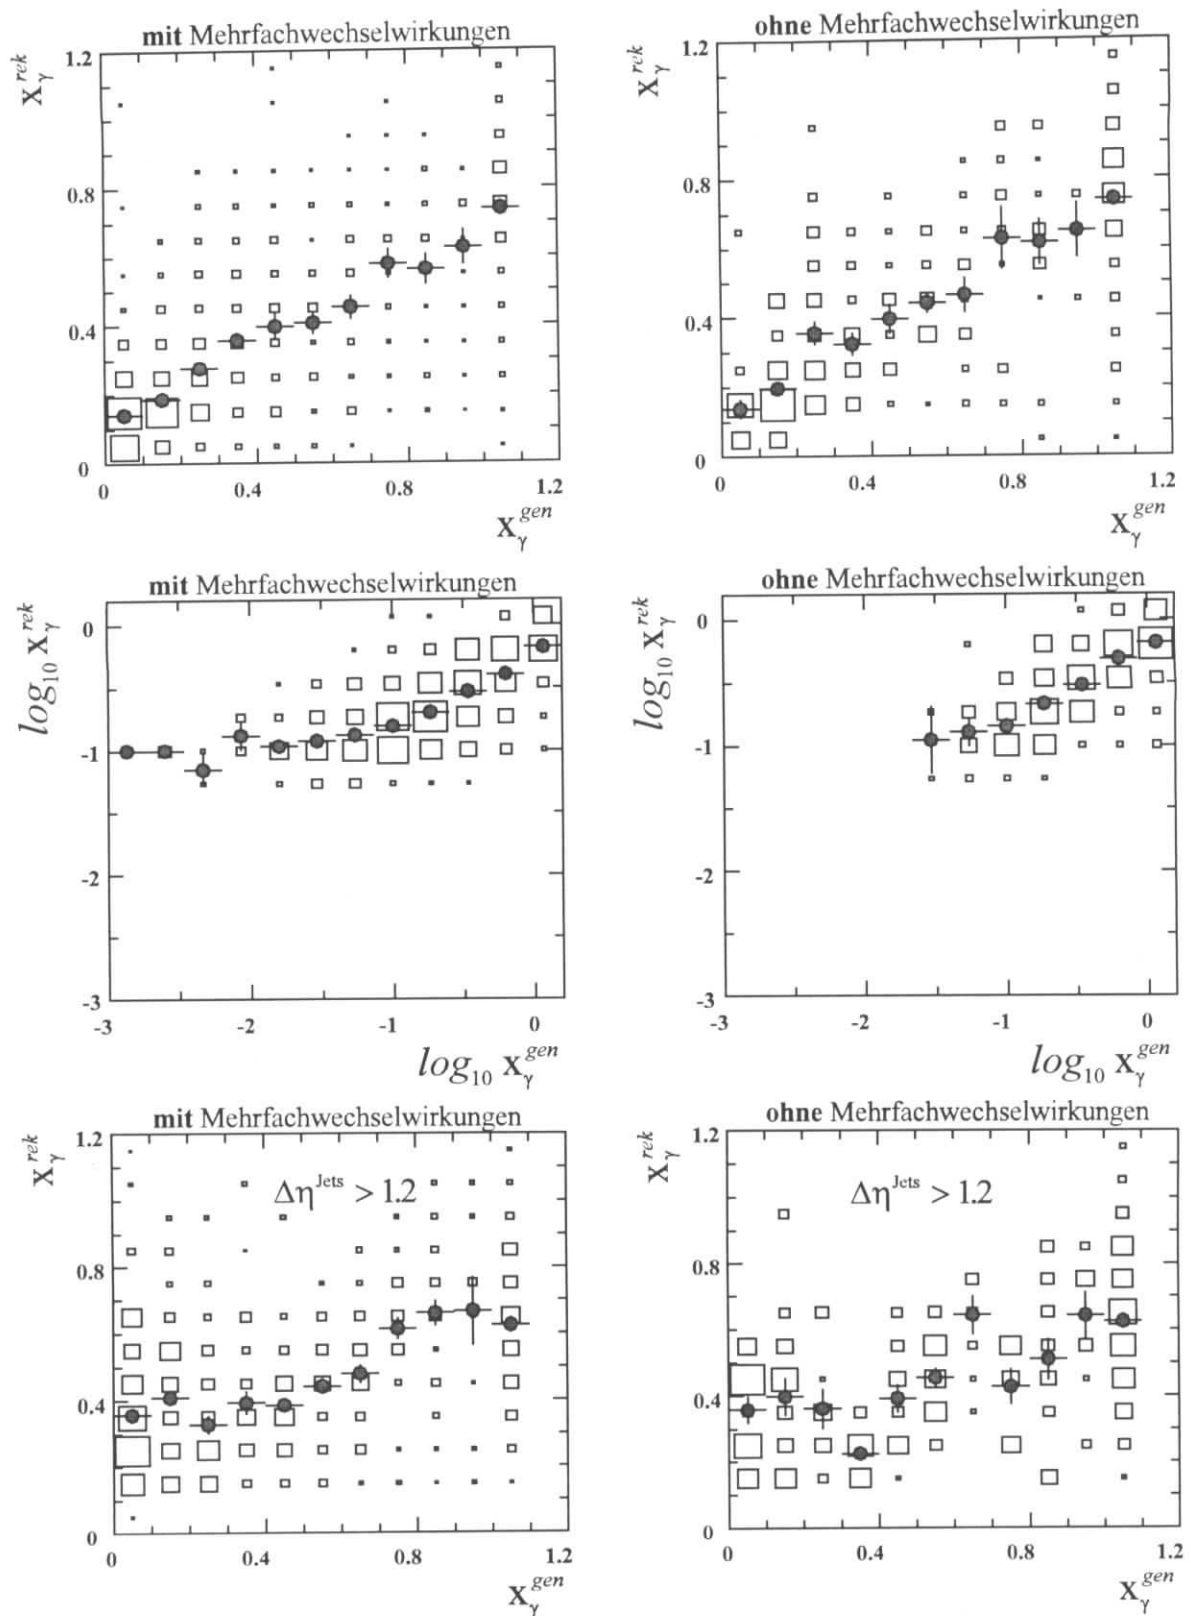 mit Mehrfachwechselwirkungen
x_γ^rek
1.2
0.8
0.4
0
0 0.4 0.8 1.2
x_γ^gen
ohne Mehrfachwechselwirkungen
x_γ^rek
1.2
0.8
0.4
0
0 0.4 0.8 1.2
x_γ^gen
mit Mehrfachwechselwirkungen
log₁₀ x_γ^rek
0
-1
-2
-3
-3 -2 -1 0
log₁₀ x_γ^gen
ohne Mehrfachwechselwirkungen
log₁₀ x_γ^rek
0
-1
-2
-3
-3 -2 -1 0
log₁₀ x_γ^gen
mit Mehrfachwechselwirkungen
x_γ^rek
1.2
Δη^Jets > 1.2
0.8
0.4
0
0 0.4 0.8 1.2
x_γ^gen
ohne Mehrfachwechselwirkungen
x_γ^rek
1.2
Δη^Jets > 1.2
0.8
0.4
0
0 0.4 0.8 1.2
x_γ^gen